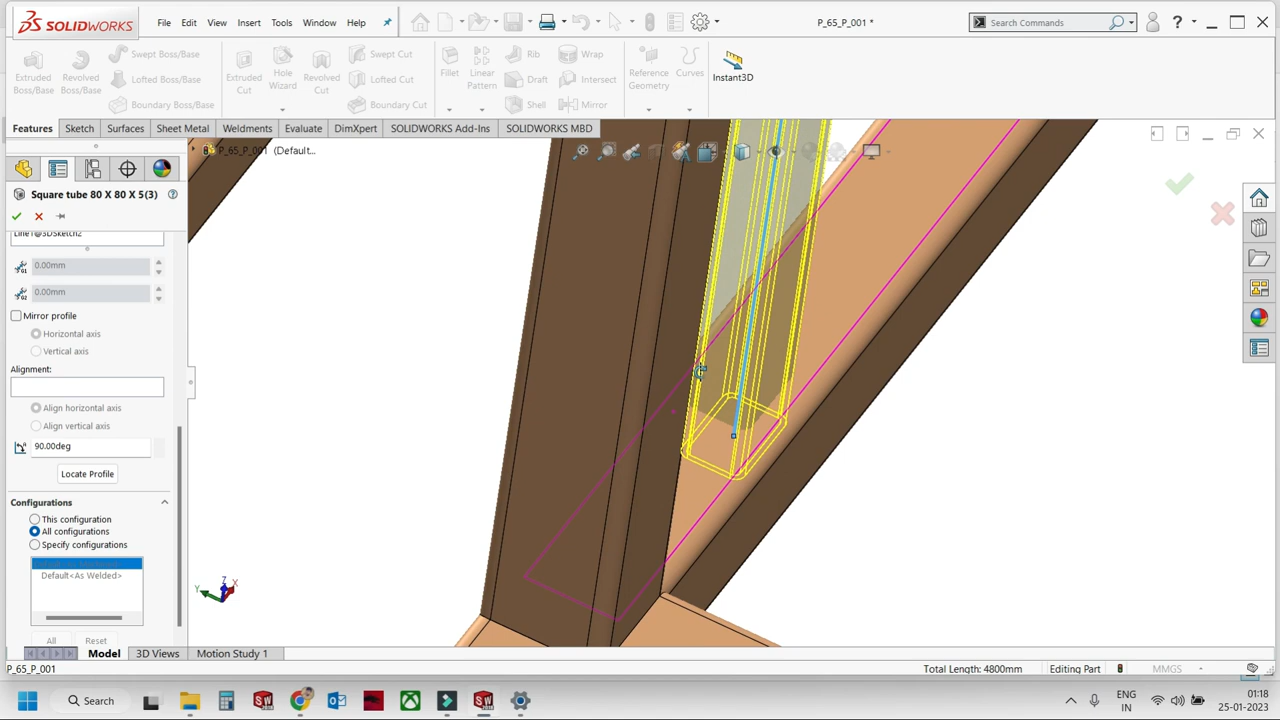 SOLIDWORKS
File Edit View Insert Tools Window Help
P_65_P_001 *
Search Commands
?
Extruded Boss/Base
Revolved Boss/Base
Swept Boss/Base
Lofted Boss/Base
Boundary Boss/Base
Extruded Cut
Hole Wizard
Revolved Cut
Swept Cut
Lofted Cut
Boundary Cut
Fillet
Linear Pattern
Rib
Draft
Shell
Wrap
Intersect
Mirror
Reference Geometry
Curves
Instant3D
Features Sketch Surfaces Sheet Metal Weldments Evaluate DimXpert SOLIDWORKS Add-Ins SOLIDWORKS MBD
P_65_P_001 (Default...
Square tube 80 X 80 X 5(3)
Line1@3DSketch2
0.00mm
0.00mm
Mirror profile
Horizontal axis
Vertical axis
Alignment:
Align horizontal axis
Align vertical axis
90.00deg
Locate Profile
Configurations
This configuration
All configurations
Specify configurations
Default<As Welded>
All Reset
Z
Y
X
Model 3D Views Motion Study 1
P_65_P_001
Total Length: 4800mm Editing Part MMGS
Search
ENG
IN
01:18
25-01-2023